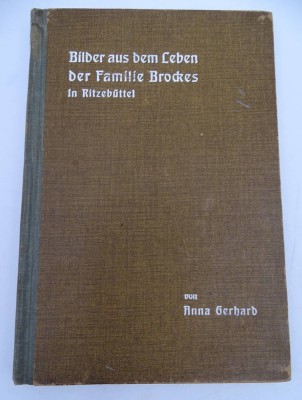 Bilder aus dem Leben
der Familie Brockes
in Ritzebüttel
von
Anna Gerhard